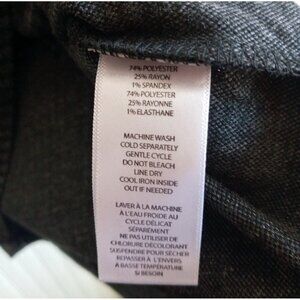 74% POLYESTER
25% RAYON
1% SPANDEX
74% POLYESTER
25% RAYONNE
1% ELASTHANE
MACHINE WASH
COLD SEPARATELY
GENTLE CYCLE
DO NOT BLEACH
LINE DRY
COOL IRON INSIDE
OUT IF NEEDED
LAVER À LA MACHINE
À L'EAU FROIDE AU
CYCLE DÉLICAT
SÉPARÉMENT
NE PAS UTILISER DE
CHLORURE DÉCOLORANT
SUSPENDRE POUR SÉCHER
REPASSER À L'ENVERS
A BASSE TEMPÉRATURE
SI BESOIN